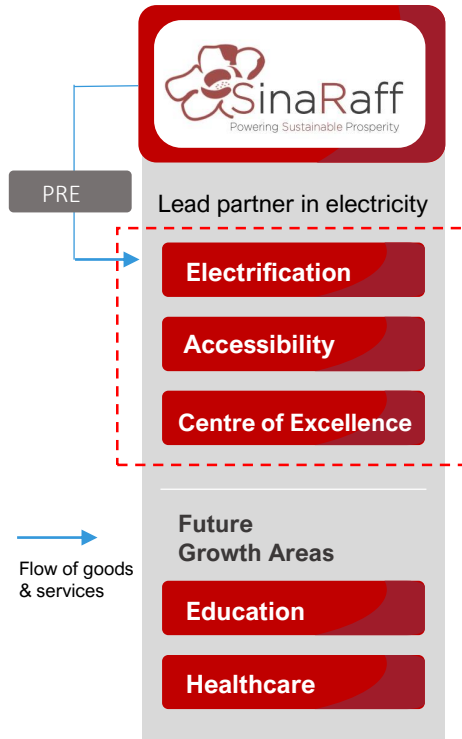 SinaRaff
Powering Sustainable Prosperity
PRE
Lead partner in electricity
Electrification
Accessibility
Centre of Excellence
Flow of goods
& services
Future
Growth Areas
Education
Healthcare